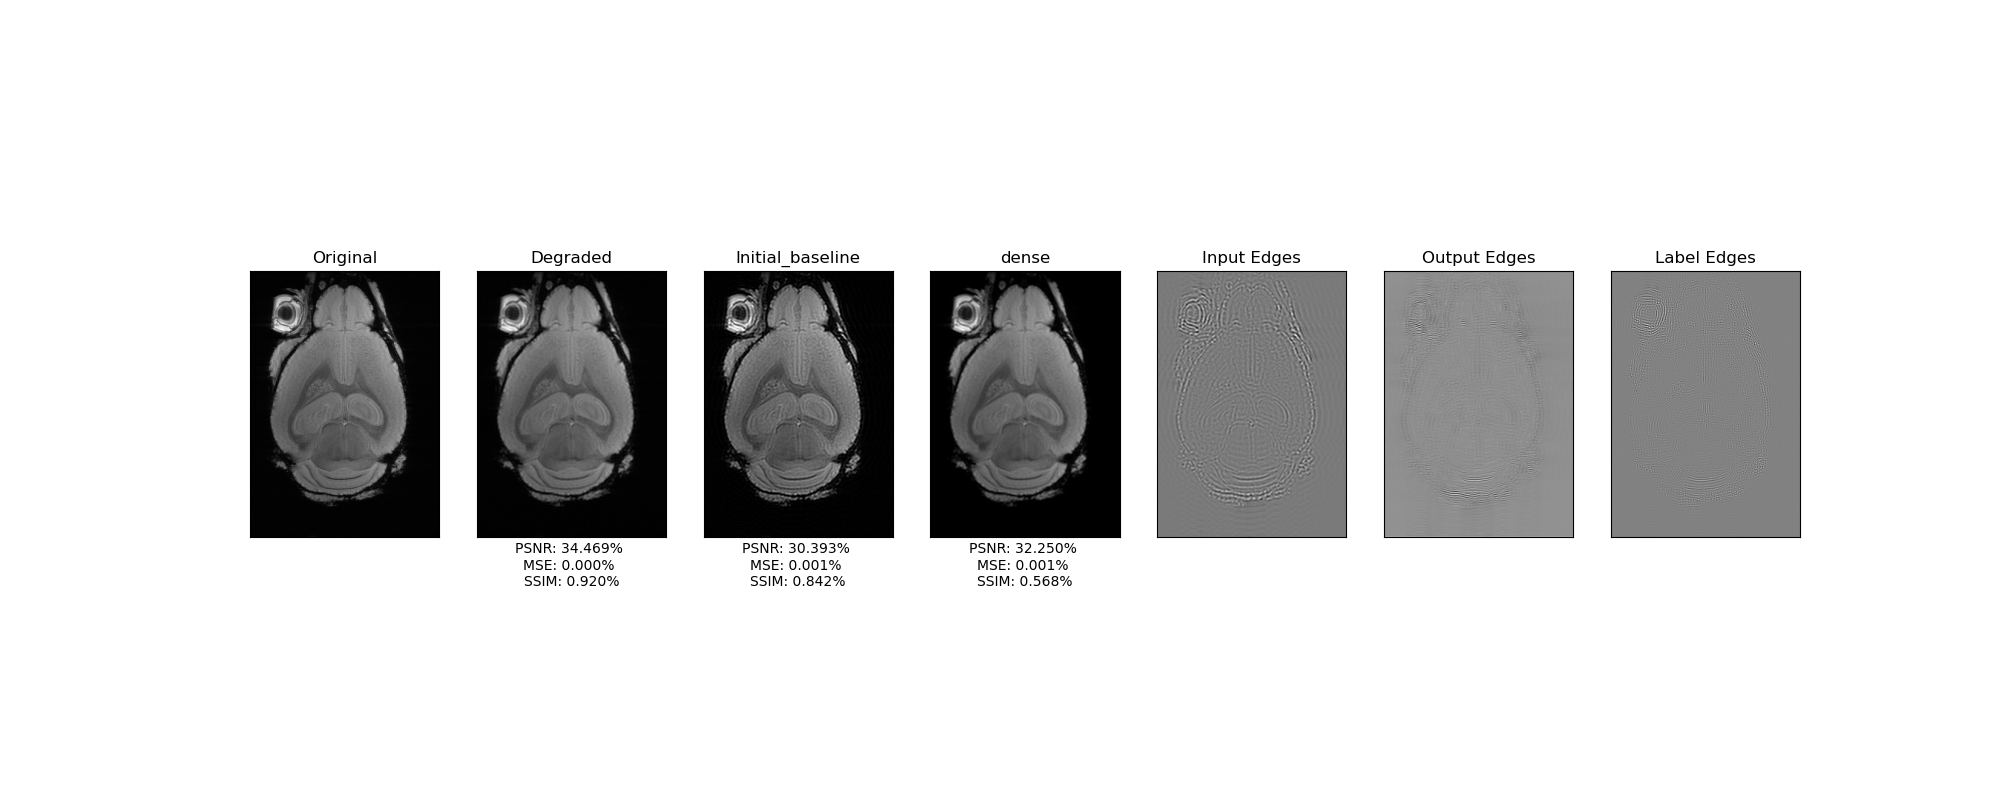 Original
Degraded
Initial_baseline
dense
Input Edges
Output Edges
Label Edges
PSNR: 34.469%
MSE: 0.000%
SSIM: 0.920%
PSNR: 30.393%
MSE: 0.001%
SSIM: 0.842%
PSNR: 32.250%
MSE: 0.001%
SSIM: 0.568%